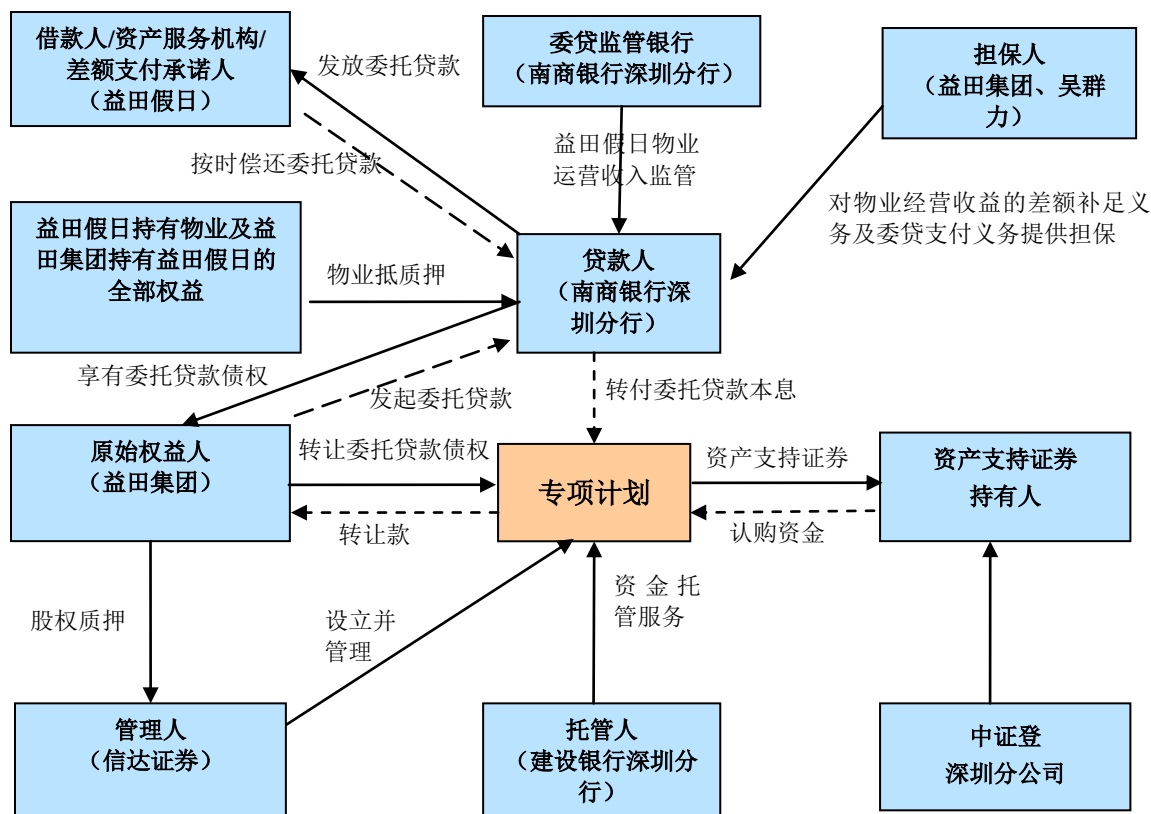 借款人/资产服务机构/
差额支付承诺人
（益田假日）
发放委托贷款
委贷监管银行
（南商银行深圳分行）
担保人
（益田集团、吴群
力）
按时偿还委托贷款
益田假日物业
运营收入监管
对物业经营收益的差额补足义
务及委贷支付义务提供担保
益田假日持有物业及益
田集团持有益田假日的
全部权益
物业抵质押
贷款人
（南商银行深
圳分行）
享有委托贷款债权
发起委托贷款
转付委托贷款本息
原始权益人
（益田集团）
转让委托贷款债权
专项计划
资产支持证券
资产支持证券
持有人
转让款
认购资金
股权质押
设立并
管理
资金托
管服务
管理人
（信达证券）
托管人
（建设银行深圳分
行）
中证登
深圳分公司